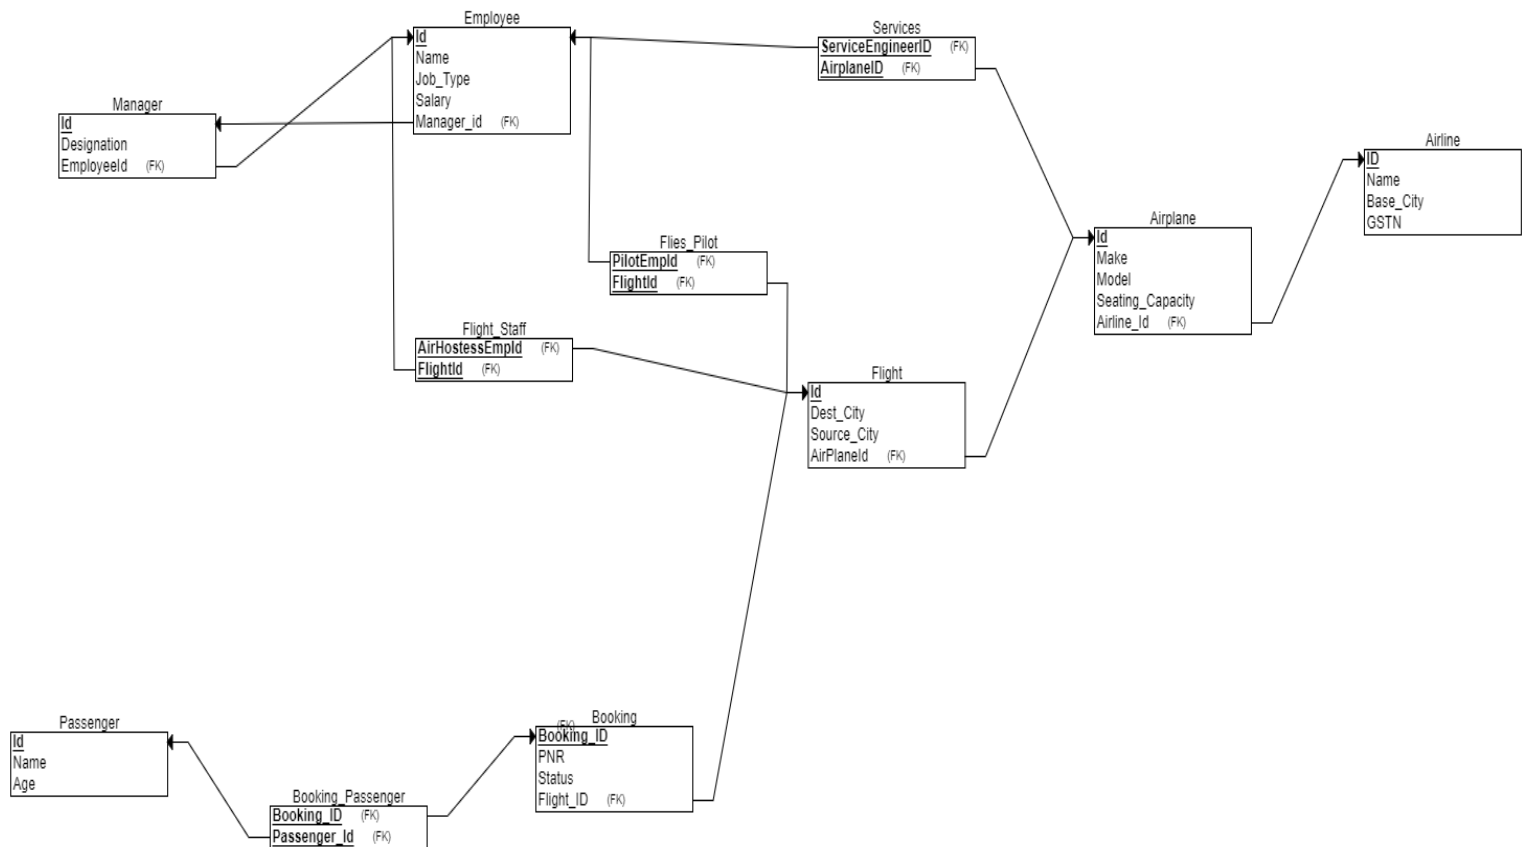 Employee
Id
Name
Job_Type
Salary
Manager_id (FK)
Services
ServiceEngineerID (FK)
AirplaneID (FK)
Manager
Id
Designation
EmployeeId (FK)
Airline
ID
Name
Base_City
GSTN
Airplane
Id
Make
Model
Seating_Capacity
Airline_Id (FK)
Flies_Pilot
PilotEmpId (FK)
FlightId (FK)
Flight_Staff
AirHostessEmpId (FK)
FlightId (FK)
Flight
Id
Dest_City
Source_City
AirPlaneId (FK)
Passenger
Id
Name
Age
Booking
(FK)
Booking_ID
PNR
Status
Flight_ID (FK)
Booking_Passenger
Booking_ID (FK)
Passenger_Id (FK)